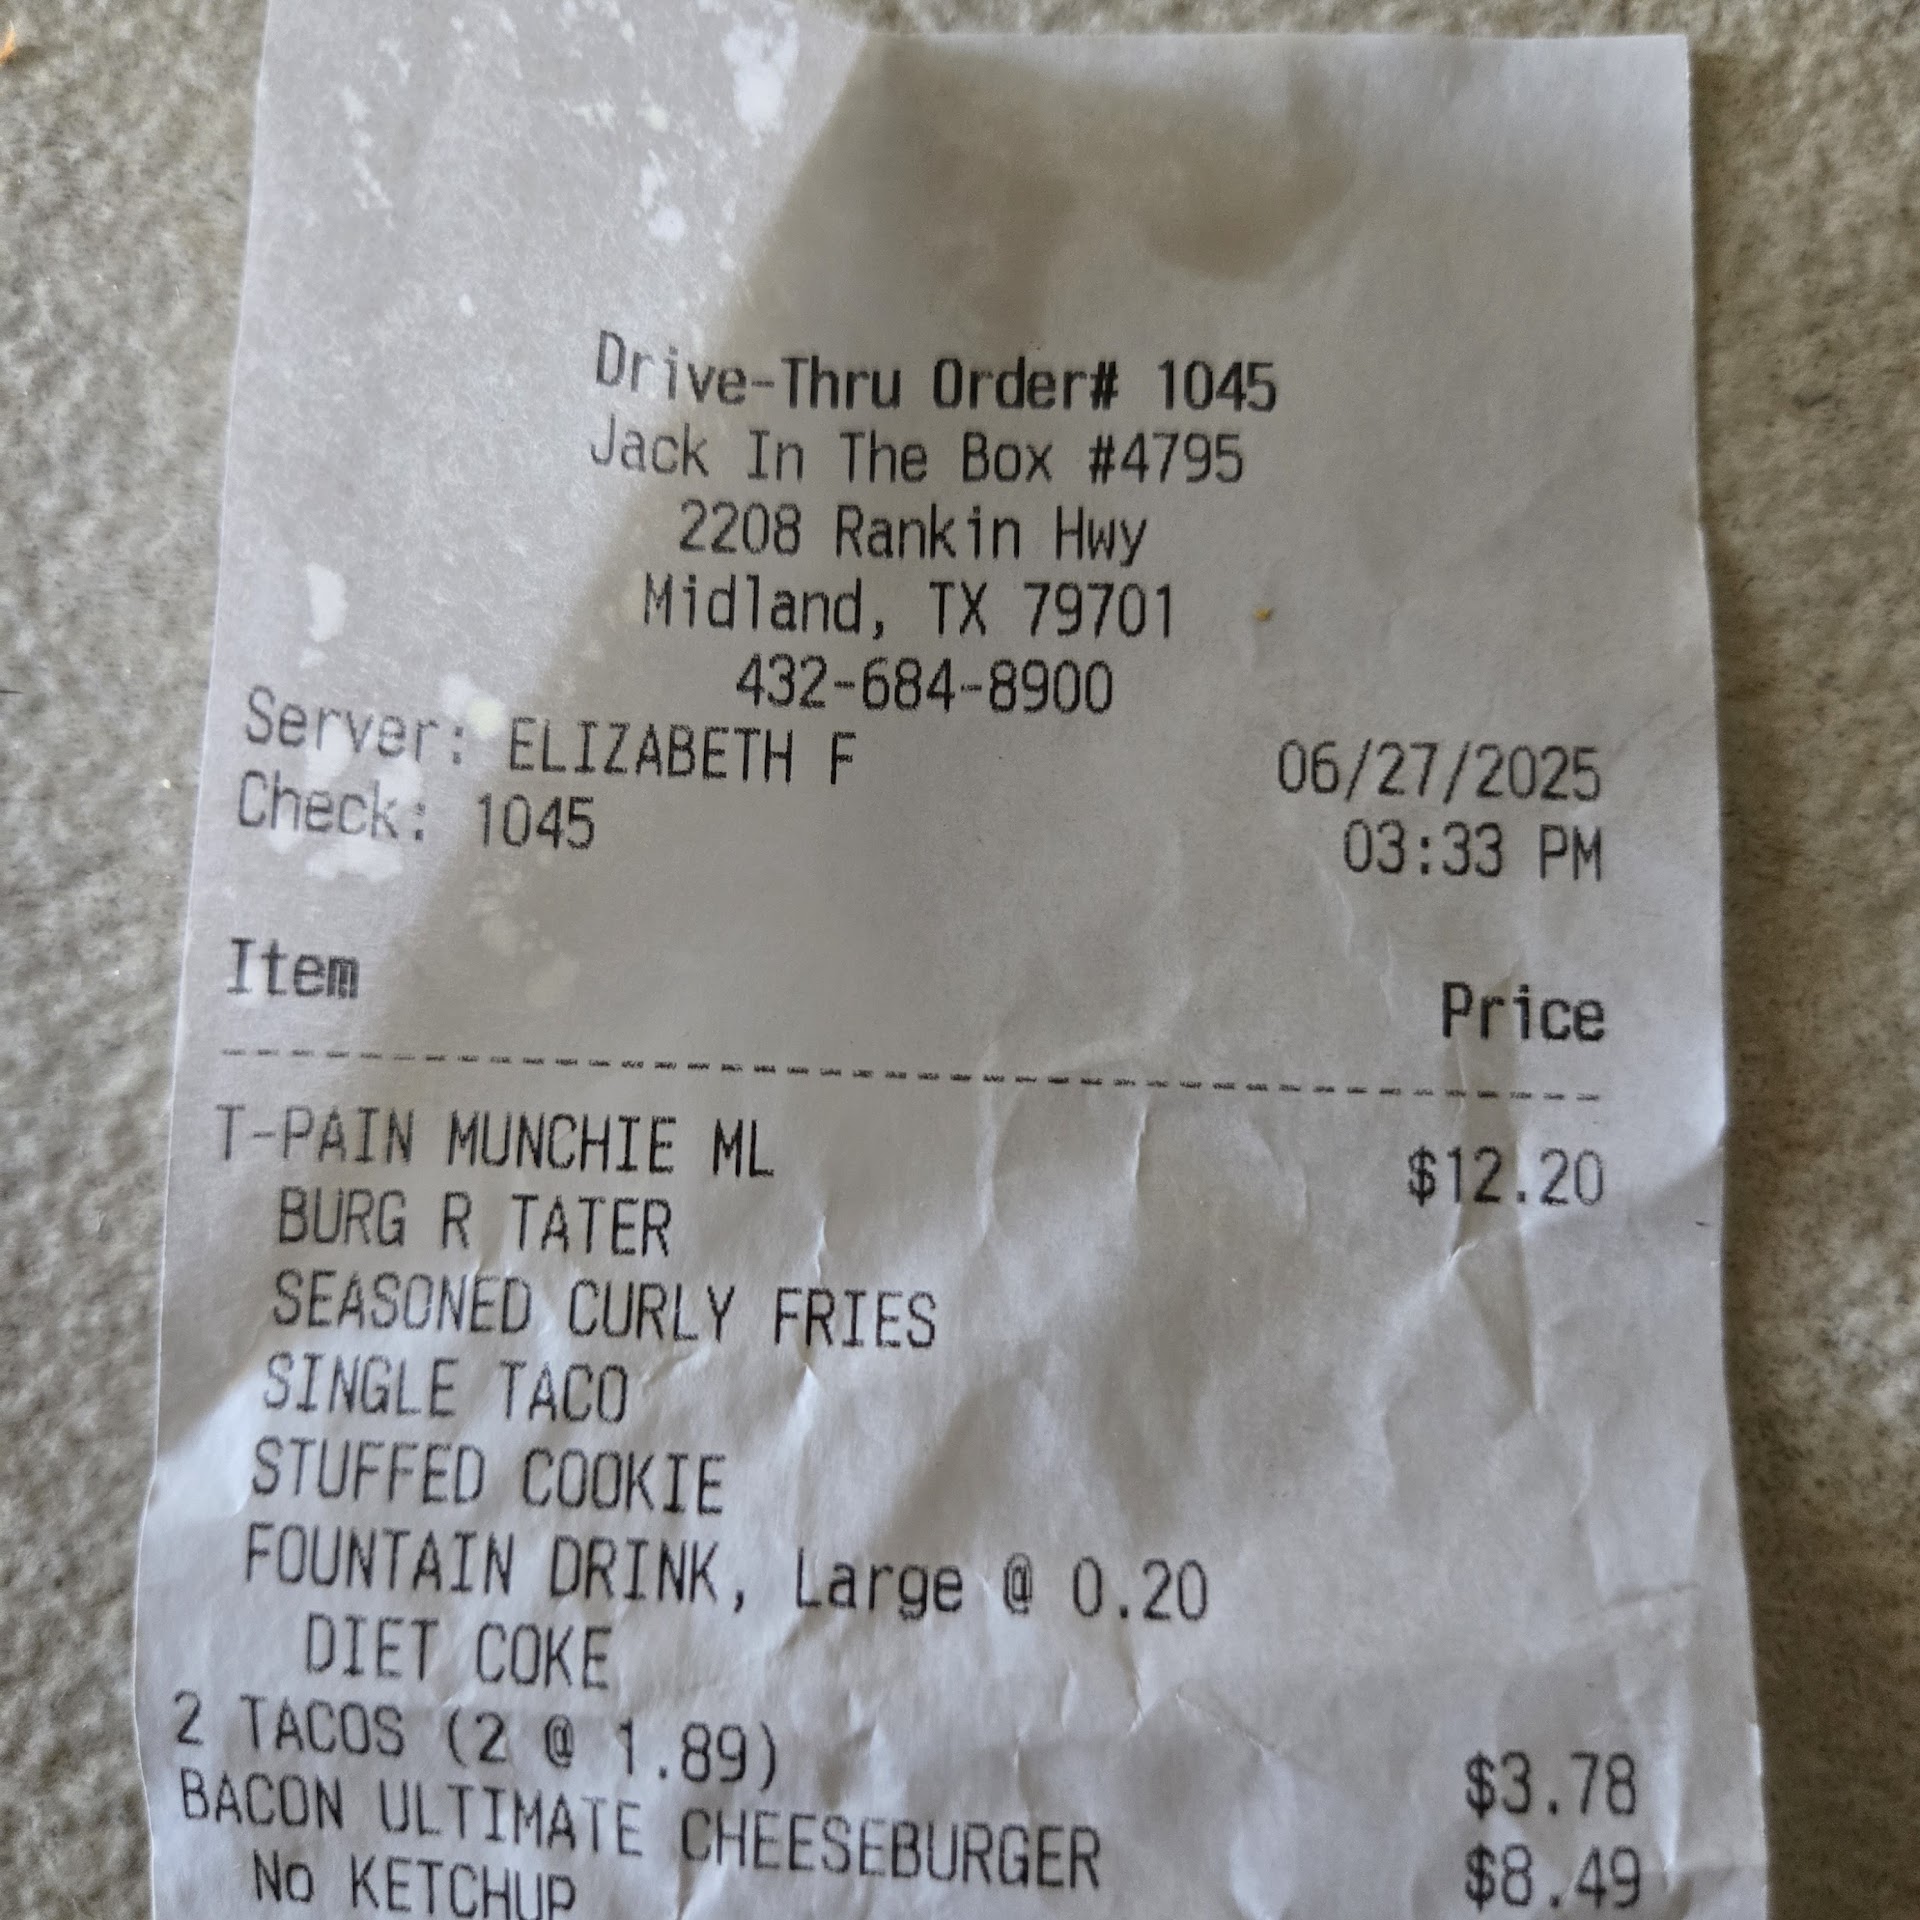 Drive-Thru Order# 1045
Jack In The Box #4795
2208 Rankin Hwy
Midland, TX 79701
432-684-8900
Server: ELIZABETH F 06/27/2025
Check: 1045 03:33 PM
Item Price
T-PAIN MUNCHIE ML $12.20
BURG R TATER
SEASONED CURLY FRIES
SINGLE TACO
STUFFED COOKIE
FOUNTAIN DRINK, Large @ 0.20
DIET COKE
2 TACOS (2 @ 1.89) $3.78
BACON ULTIMATE CHEESEBURGER $8.49
No KETCHUP